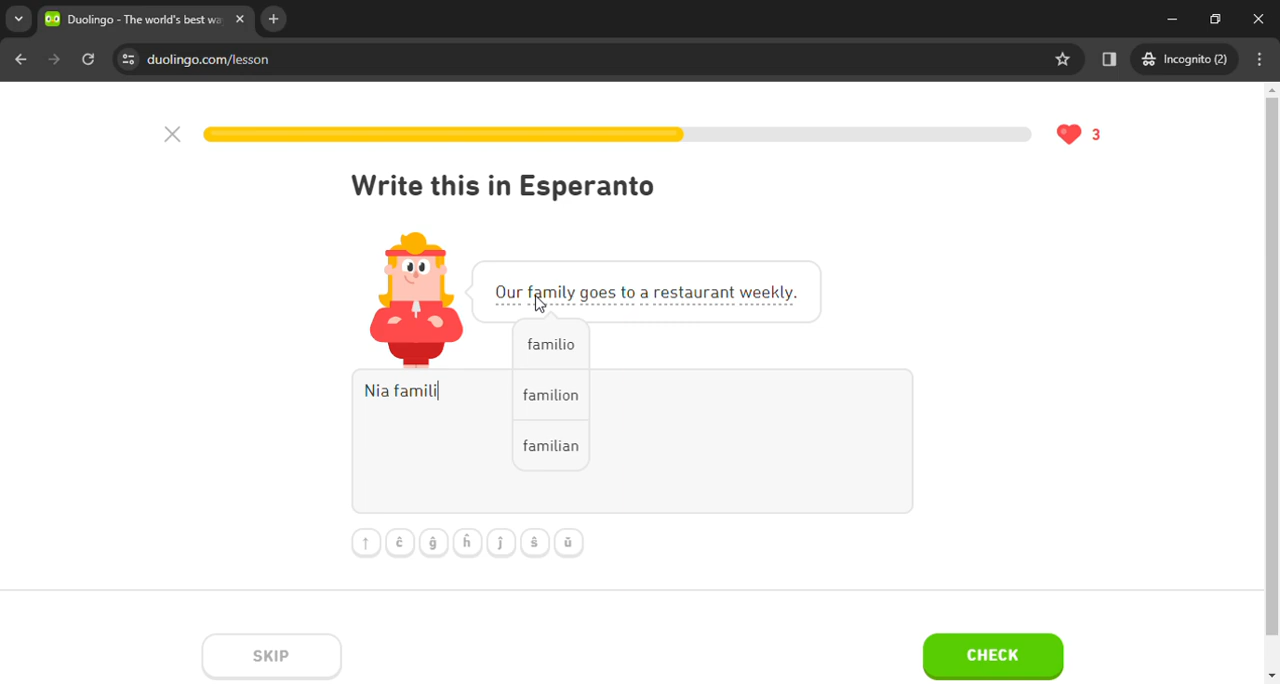 Duolingo - The world's best wa
duolingo.com/lesson
Incognito (2)
3
Write this in Esperanto
Our family goes to a restaurant weekly.
familio
familion
familian
Nia famili
↑ ĉ ĝ ĥ ĵ ŝ ŭ
SKIP
CHECK